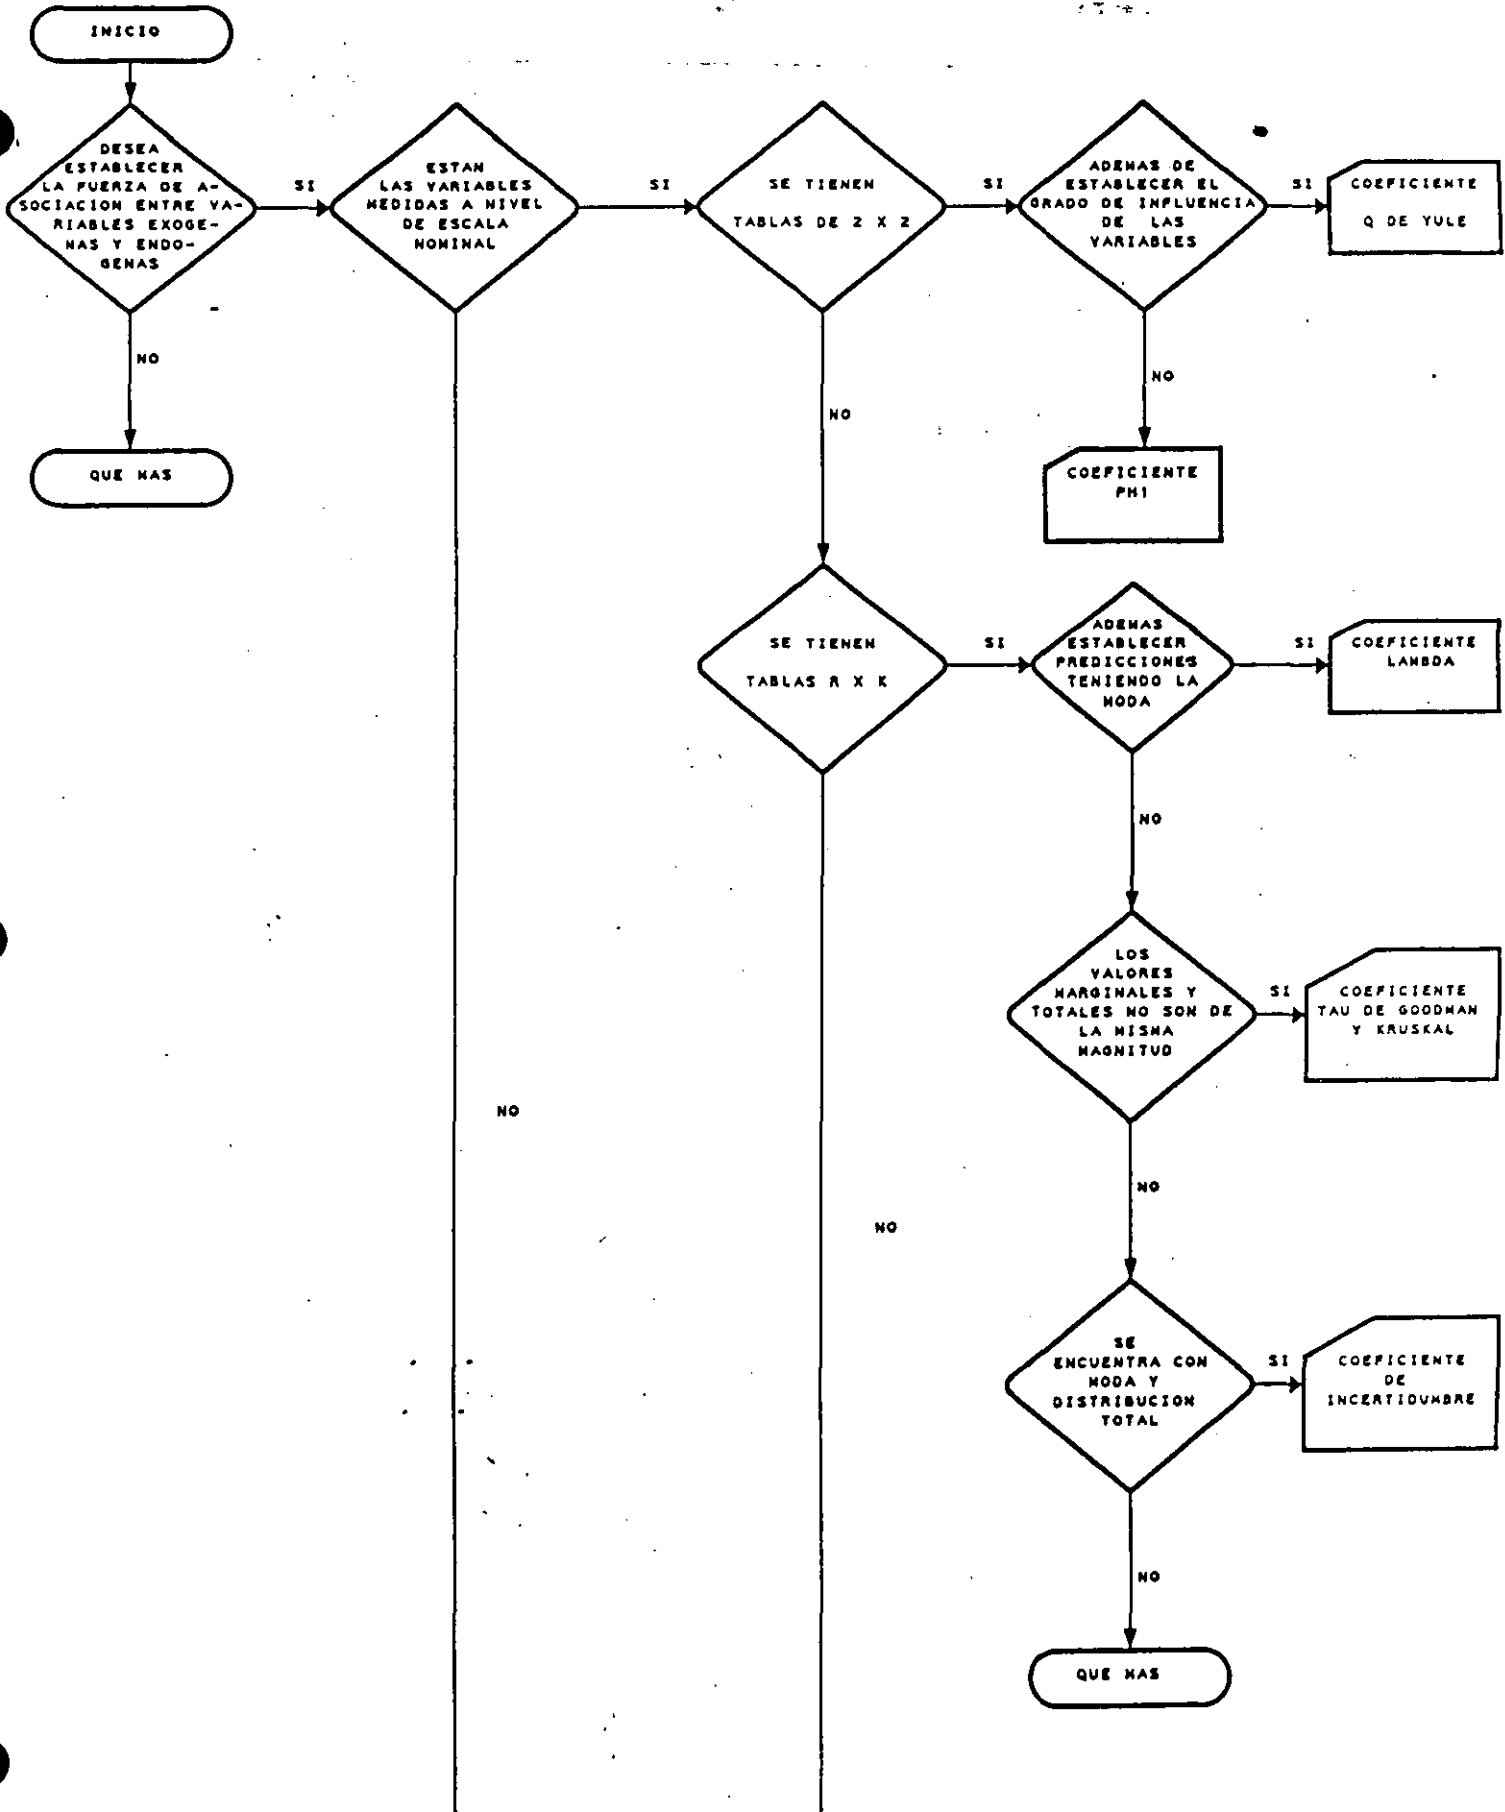 INICIO
DESEA
ESTABLECER
LA FUERZA DE A-
SOCIACION ENTRE VA-
RIABLES EXOGE-
NAS Y ENDO-
GENAS
SI
ESTAN
LAS VARIABLES
MEDIDAS A NIVEL
DE ESCALA
NOMINAL
SI
SE TIENEN
TABLAS DE 2 X 2
SI
ADEMAS DE
ESTABLECER EL
GRADO DE INFLUENCIA
DE LAS
VARIABLES
SI
COEFICIENTE
Q DE YULE
NO
QUE MAS
NO
NO
COEFICIENTE
PHI
SE TIENEN
TABLAS R X K
SI
ADEMAS
ESTABLECER
PREDICCIONES
TENIENDO LA
MODA
SI
COEFICIENTE
LAMBDA
NO
LOS
VALORES
MARGINALES Y
TOTALES NO SON DE
LA MISMA
MAGNITUD
SI
COEFICIENTE
TAU DE GOODMAN
Y KRUSKAL
NO
NO
NO
SE
ENCUENTRA CON
MODA Y
DISTRIBUCION
TOTAL
SI
COEFICIENTE
DE
INCERTIDUMBRE
NO
QUE MAS